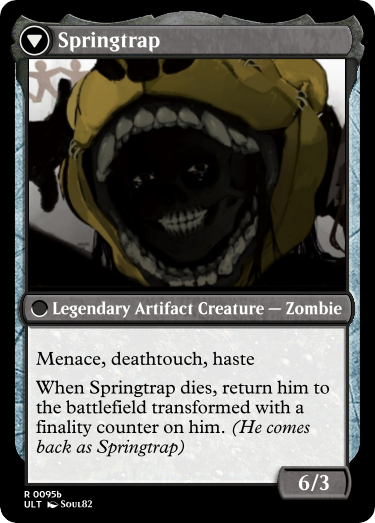 Springtrap
Legendary Artifact Creature — Zombie
Menace, deathtouch, haste
When Springtrap dies, return him to
the battlefield transformed with a
finality counter on him. (He comes
back as Springtrap)
6/3
R 0095b
ULT Soul82